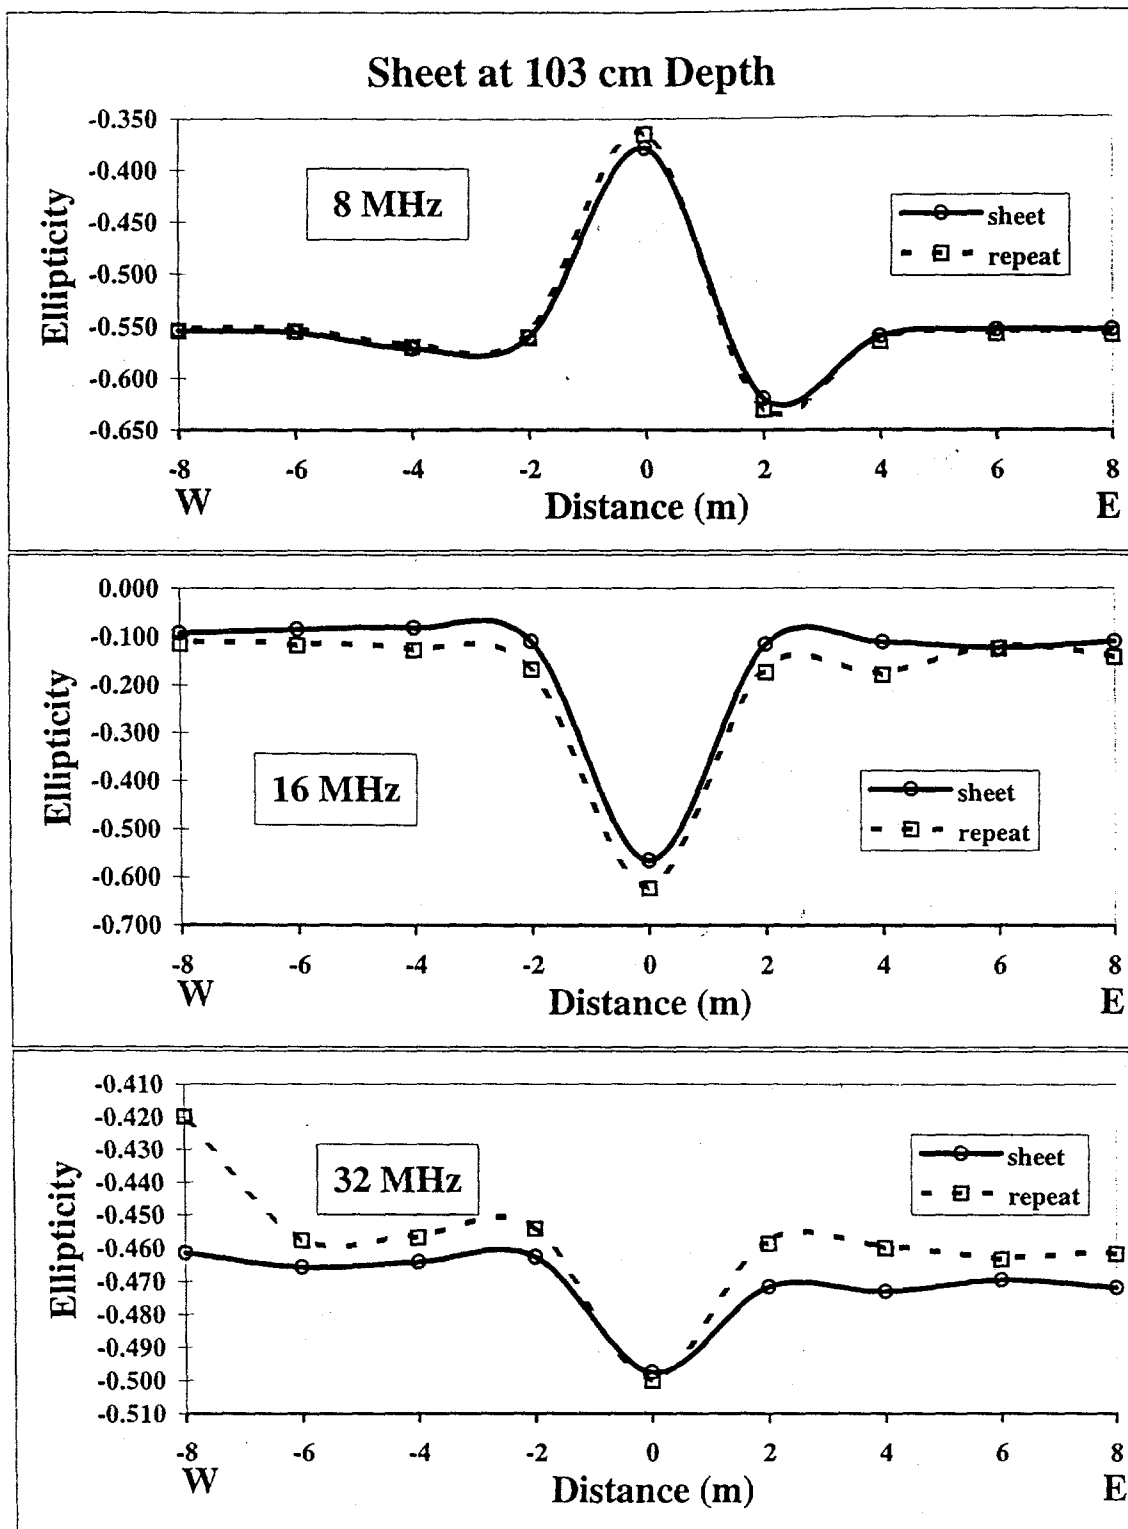 Sheet at 103 cm Depth
-0.350
-0.400
-0.450
-0.500
-0.550
-0.600
-0.650
Ellipticity
8 MHz
sheet
repeat
-8 -6 -4 -2 0 2 4 6 8
W Distance (m) E
0.000
-0.100
-0.200
-0.300
-0.400
-0.500
-0.600
-0.700
Ellipticity
16 MHz
sheet
repeat
-8 -6 -4 -2 0 2 4 6 8
W Distance (m) E
-0.410
-0.420
-0.430
-0.440
-0.450
-0.460
-0.470
-0.480
-0.490
-0.500
-0.510
Ellipticity
32 MHz
sheet
repeat
-8 -6 -4 -2 0 2 4 6 8
W Distance (m) E